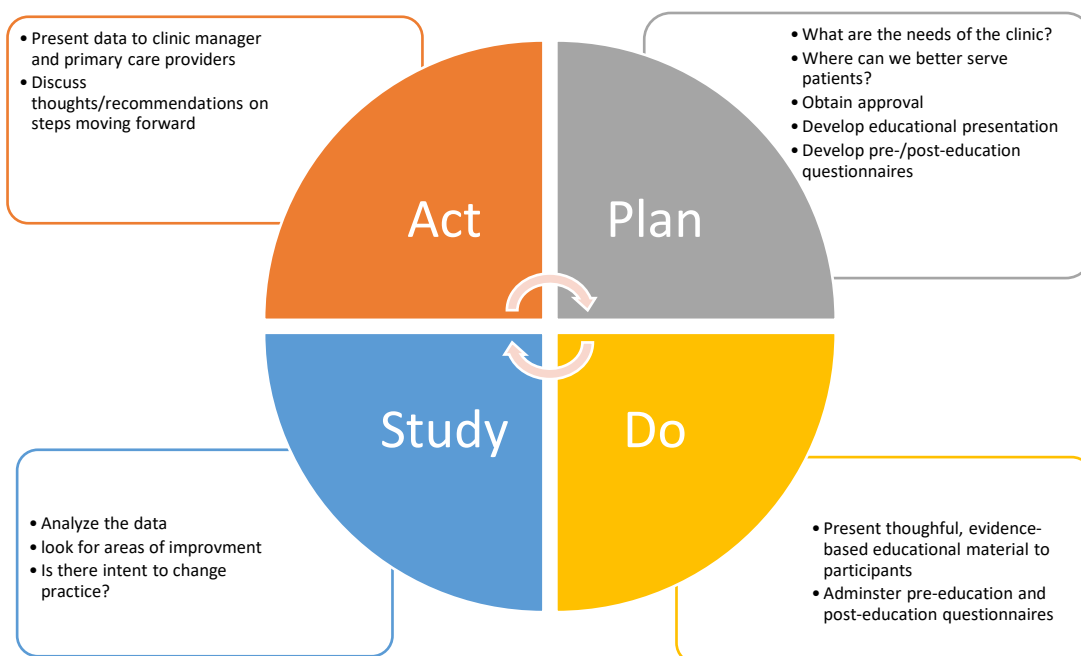 • Present data to clinic manager
and primary care providers
• Discuss
thoughts/recommendations on
steps moving forward
• What are the needs of the clinic?
• Where can we better serve
patients?
• Obtain approval
• Develop educational presentation
• Develop pre-/post-education
questionnaires
Act
Plan
Study
Do
• Analyze the data
• look for areas of improvment
• Is there intent to change
practice?
• Present thoughtful, evidence-
based educational material to
participants
• Adminster pre-education and
post-education questionnaires